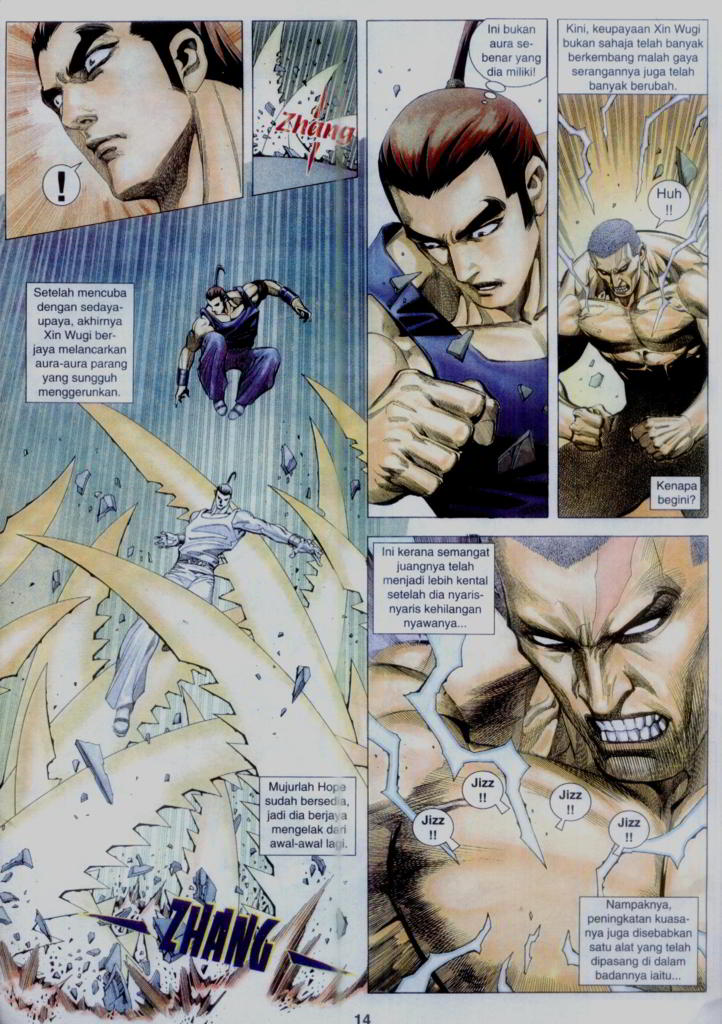 !
Zhang
!
Setelah mencuba
dengan sedaya-
upaya, akhirnya
Xin Wugi ber-
jaya melancarkan
aura-aura parang
yang sungguh
menggerunkan.
Mujurlah Hope
sudah bersedia,
jadi dia berjaya
mengelak dari
awal-awal lagi.
ZHANG
Ini bukan
aura se-
benar yang
dia miliki!
Kini, keupayaan Xin Wugi
bukan sahaja telah banyak
berkembang malah gaya
serangannya juga telah
banyak berubah.
Huh
!!
Kenapa
begini?
Ini kerana semangat
juangnya telah
menjadi lebih kental
setelah dia nyaris-
nyaris kehilangan
nyawanya...
Jizz
!!
Jizz
!!
Jizz
!!
Jizz
!!
Nampaknya,
peningkatan kuasa-
nya juga disebabkan
satu alat yang telah
dipasang di dalam
badannya iaitu...
14